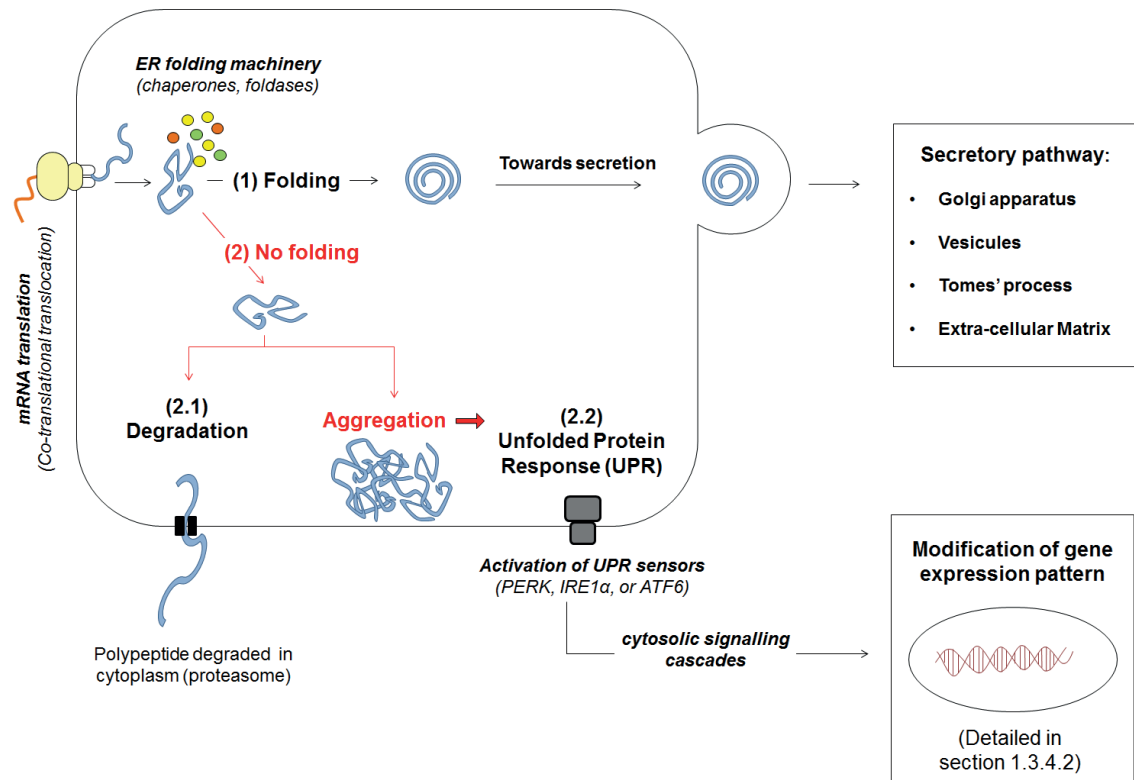 ER folding machinery
(chaperones, foldases)
mRNA translation
(Co-translational translocation)
(1) Folding
Towards secretion
(2) No folding
(2.1)
Degradation
Aggregation
(2.2)
Unfolded Protein
Response (UPR)
Polypeptide degraded in
cytoplasm (proteasome)
Activation of UPR sensors
(PERK, IRE1α, or ATF6)
cytosolic signalling
cascades
Secretory pathway:
• Golgi apparatus
• Vesicules
• Tomes’ process
• Extra-cellular Matrix
Modification of gene
expression pattern
(Detailed in
section 1.3.4.2)